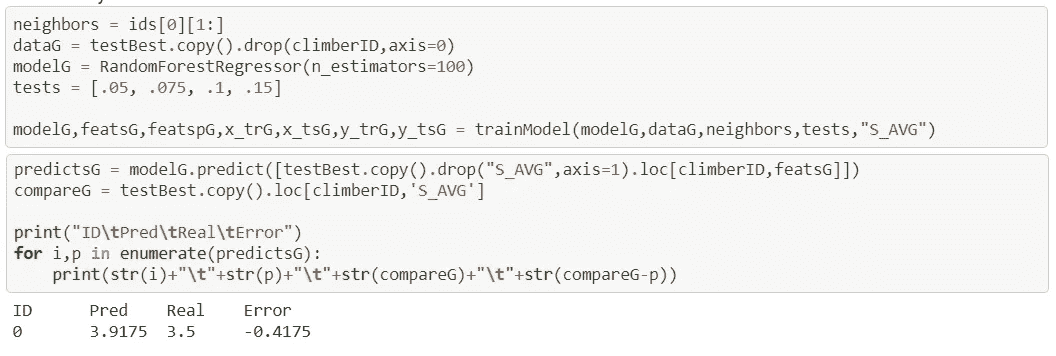 neighbors = ids[0][1:]
dataG = testBest.copy().drop(climberID,axis=0)
modelG = RandomForestRegressor(n_estimators=100)
tests = [.05, .075, .1, .15]
modelG,featsG,featspG,x_trG,x_tsG,y_trG,y_tsG = trainModel(modelG,dataG,neighbors,tests,"S_AVG")
predictsG = modelG.predict([testBest.copy().drop("S_AVG",axis=1).loc[climberID,featsG]])
compareG = testBest.copy().loc[climberID,'S_AVG']
print("ID\tPred\tReal\tError")
for i,p in enumerate(predictsG):
    print(str(i)+"\t"+str(p)+"\t"+str(compareG)+"\t"+str(compareG-p))
ID Pred Real Error
0 3.9175 3.5 -0.4175